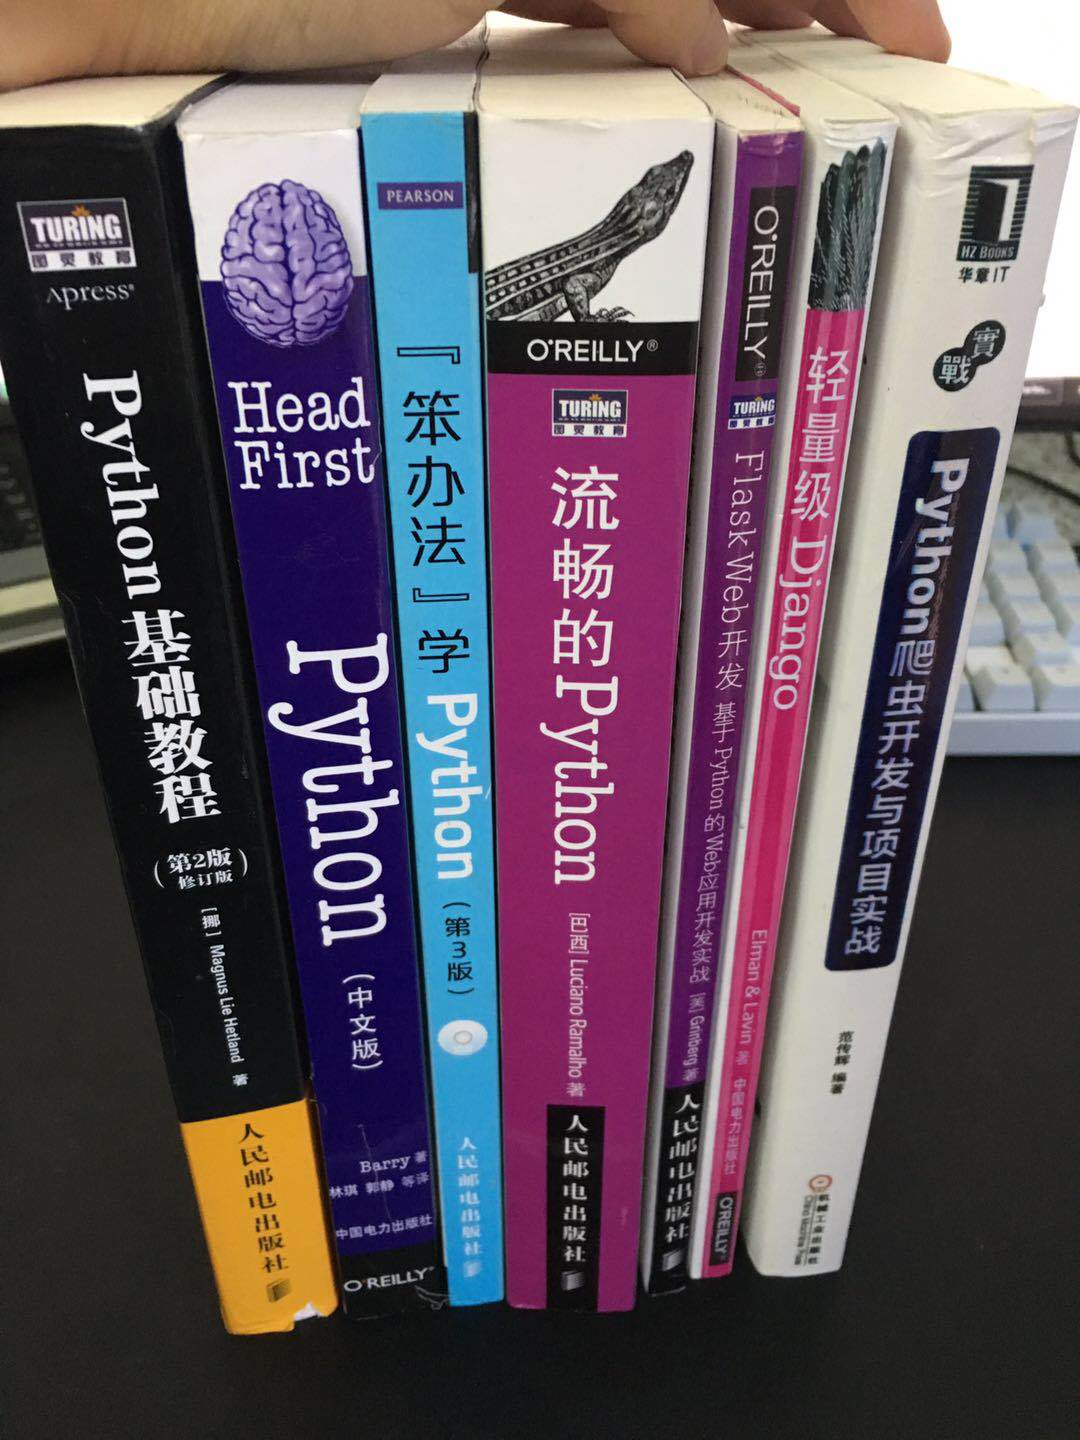 TURING
图灵教育
Apress®
Python基础教程
(第2版
修订版)
[挪] Magnus Lie Hetland 著
人民邮电出版社
Head
First
Python
(中文版)
Barry 著
林琪 郭静 等译
中国电力出版社
O'REILLY®
PEARSON
『笨办法』学
Python
(第3版)
人民邮电出版社
O'REILLY®
TURING
图灵教育
流畅的Python
[巴西] Luciano Ramalho 著
人民邮电出版社
O'REILLY®
TURING
图灵教育
Flask Web开发 基于Python的Web应用开发实战
[美] Grinberg 著
人民邮电出版社
轻量级 Django
Elman & Lavin 著
中国电力出版社
O'REILLY®
HZ BOOKS
华章IT
實戰
Python爬虫开发与项目实战
范传辉 编著
机械工业出版社